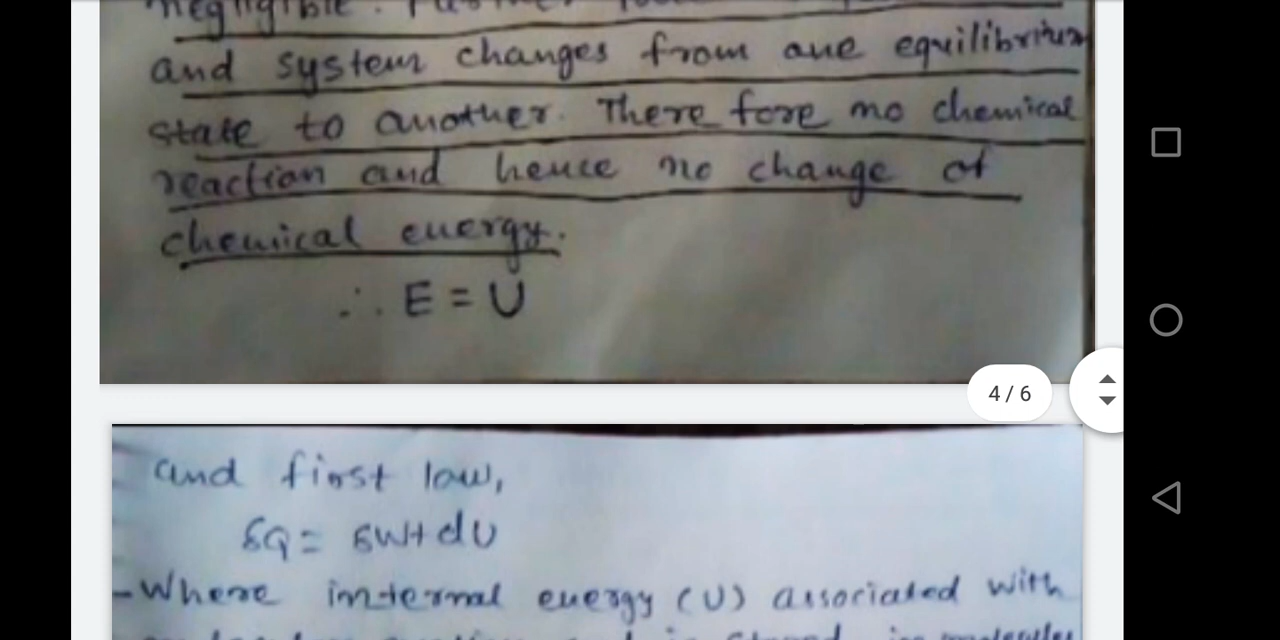 negligible.
and system changes from one equilibrium
state to another. There fore no chemical
reaction and hence no change of
chemical energy.
∴ E = U
4 / 6
and first law,
δQ = δW + dU
- Where internal energy (U) associated with